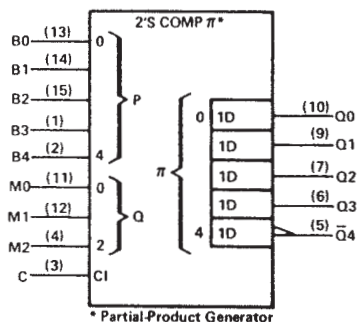 2'S COMP π*
B0 (13) 0
B1 (14)
B2 (15) P
B3 (1)
B4 (2) 4
M0 (11) 0
M1 (12) Q
M2 (4) 2
C (3) CI
π
0 1D (10) Q0
1D (9) Q1
1D (7) Q2
1D (6) Q3
4 1D (5) Q̅4
* Partial-Product Generator